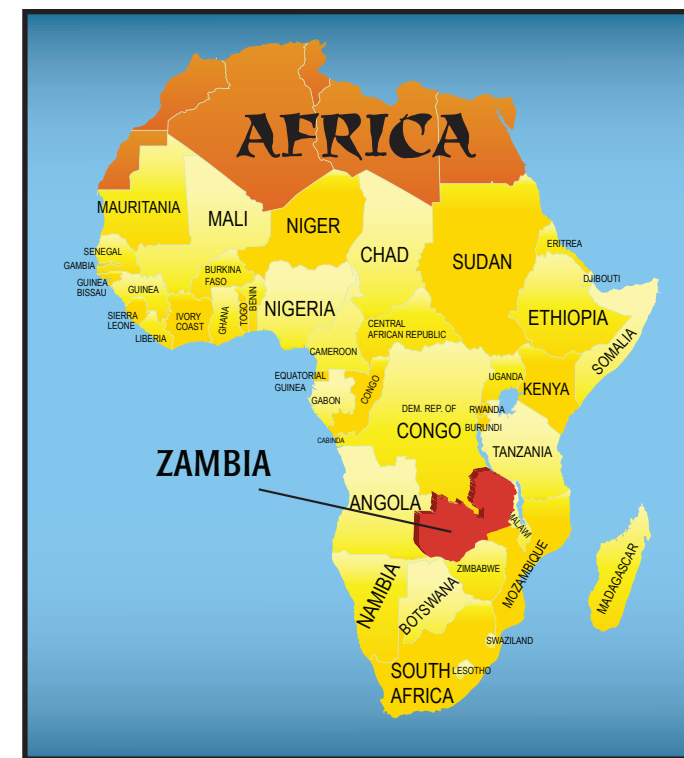 AFRICA
MAURITANIA
MALI
NIGER
CHAD
SUDAN
ERITREA
SENEGAL
GAMBIA
GUINEA
BISSAU
GUINEA
BURKINA
FASO
DJIBOUTI
SIERRA
LEONE
LIBERIA
IVORY
COAST
GHANA
TOGO
BENIN
NIGERIA
ETHIOPIA
SOMALIA
CENTRAL
AFRICAN REPUBLIC
CAMEROON
EQUATORIAL
GUINEA
GABON
CONGO
UGANDA
KENYA
DEM. REP. OF
CONGO
RWANDA
BURUNDI
CABINDA
TANZANIA
ZAMBIA
ANGOLA
MALAWI
ZIMBABWE
MOZAMBIQUE
MADAGASCAR
NAMIBIA
BOTSWANA
SWAZILAND
SOUTH
AFRICA
LESOTHO